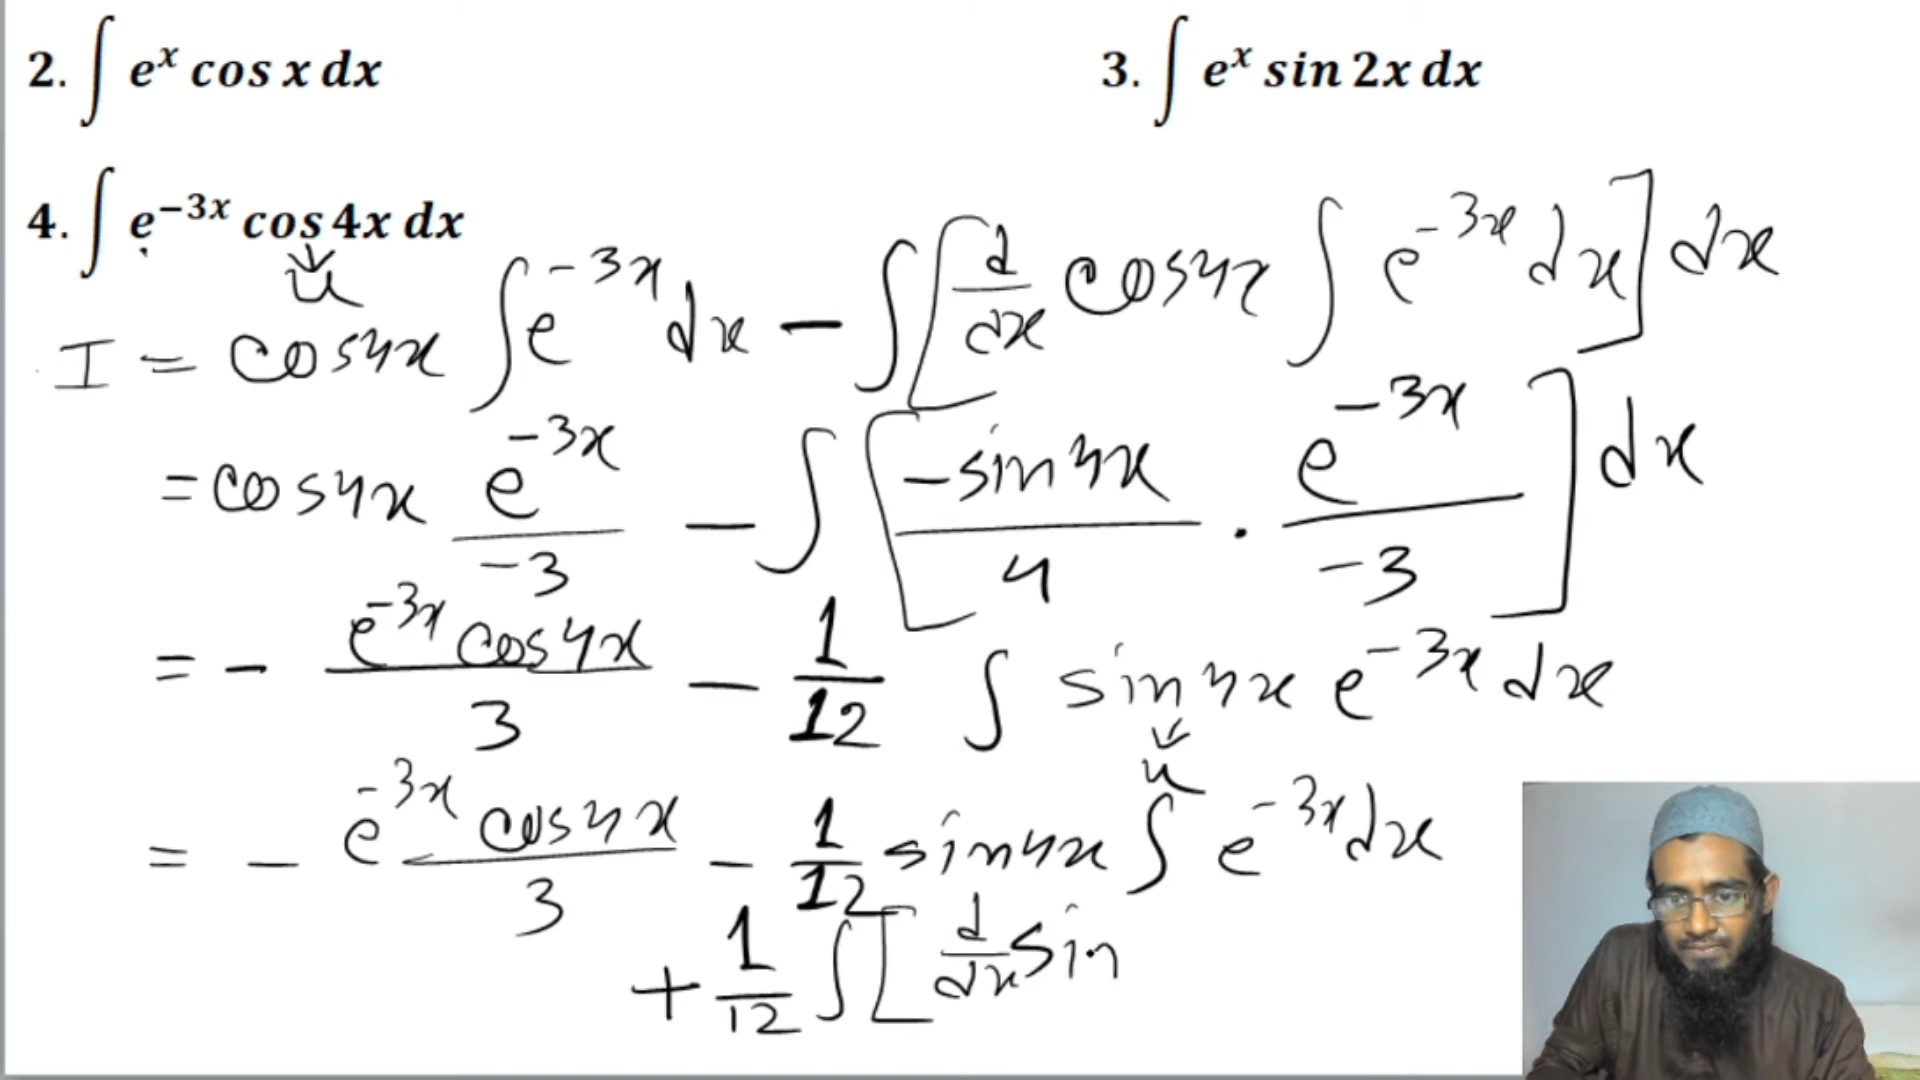 2. ∫ e^x cos x dx
3. ∫ e^x sin 2x dx
4. ∫ e^{-3x} cos 4x dx
u
I = cos4x ∫ e^{-3x} dx - ∫[d/dx cos4x ∫ e^{-3x} dx] dx
= cos4x e^{-3x}/-3 - ∫[-sin4x/4 · e^{-3x}/-3] dx
= - e^{-3x} cos4x/3 - 1/12 ∫ sin4x e^{-3x} dx
u
= - e^{-3x} cos4x/3 - 1/12 sin4x ∫ e^{-3x} dx
+ 1/12 ∫[d/dx sin